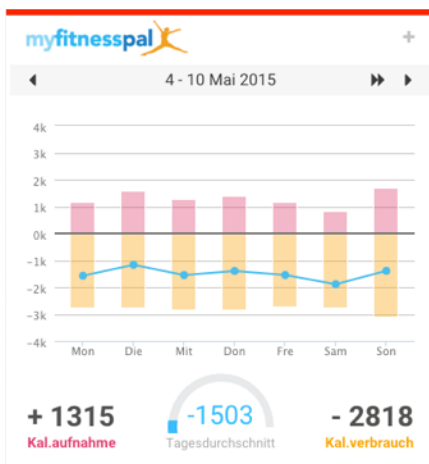 myfitnesspal
+
4 - 10 Mai 2015
4k
3k
2k
1k
0k
-1k
-2k
-3k
-4k
Mon Die Mit Don Fre Sam Son
+ 1315 -1503 - 2818
Kal.aufnahme Tagesdurchschnitt Kal.verbrauch